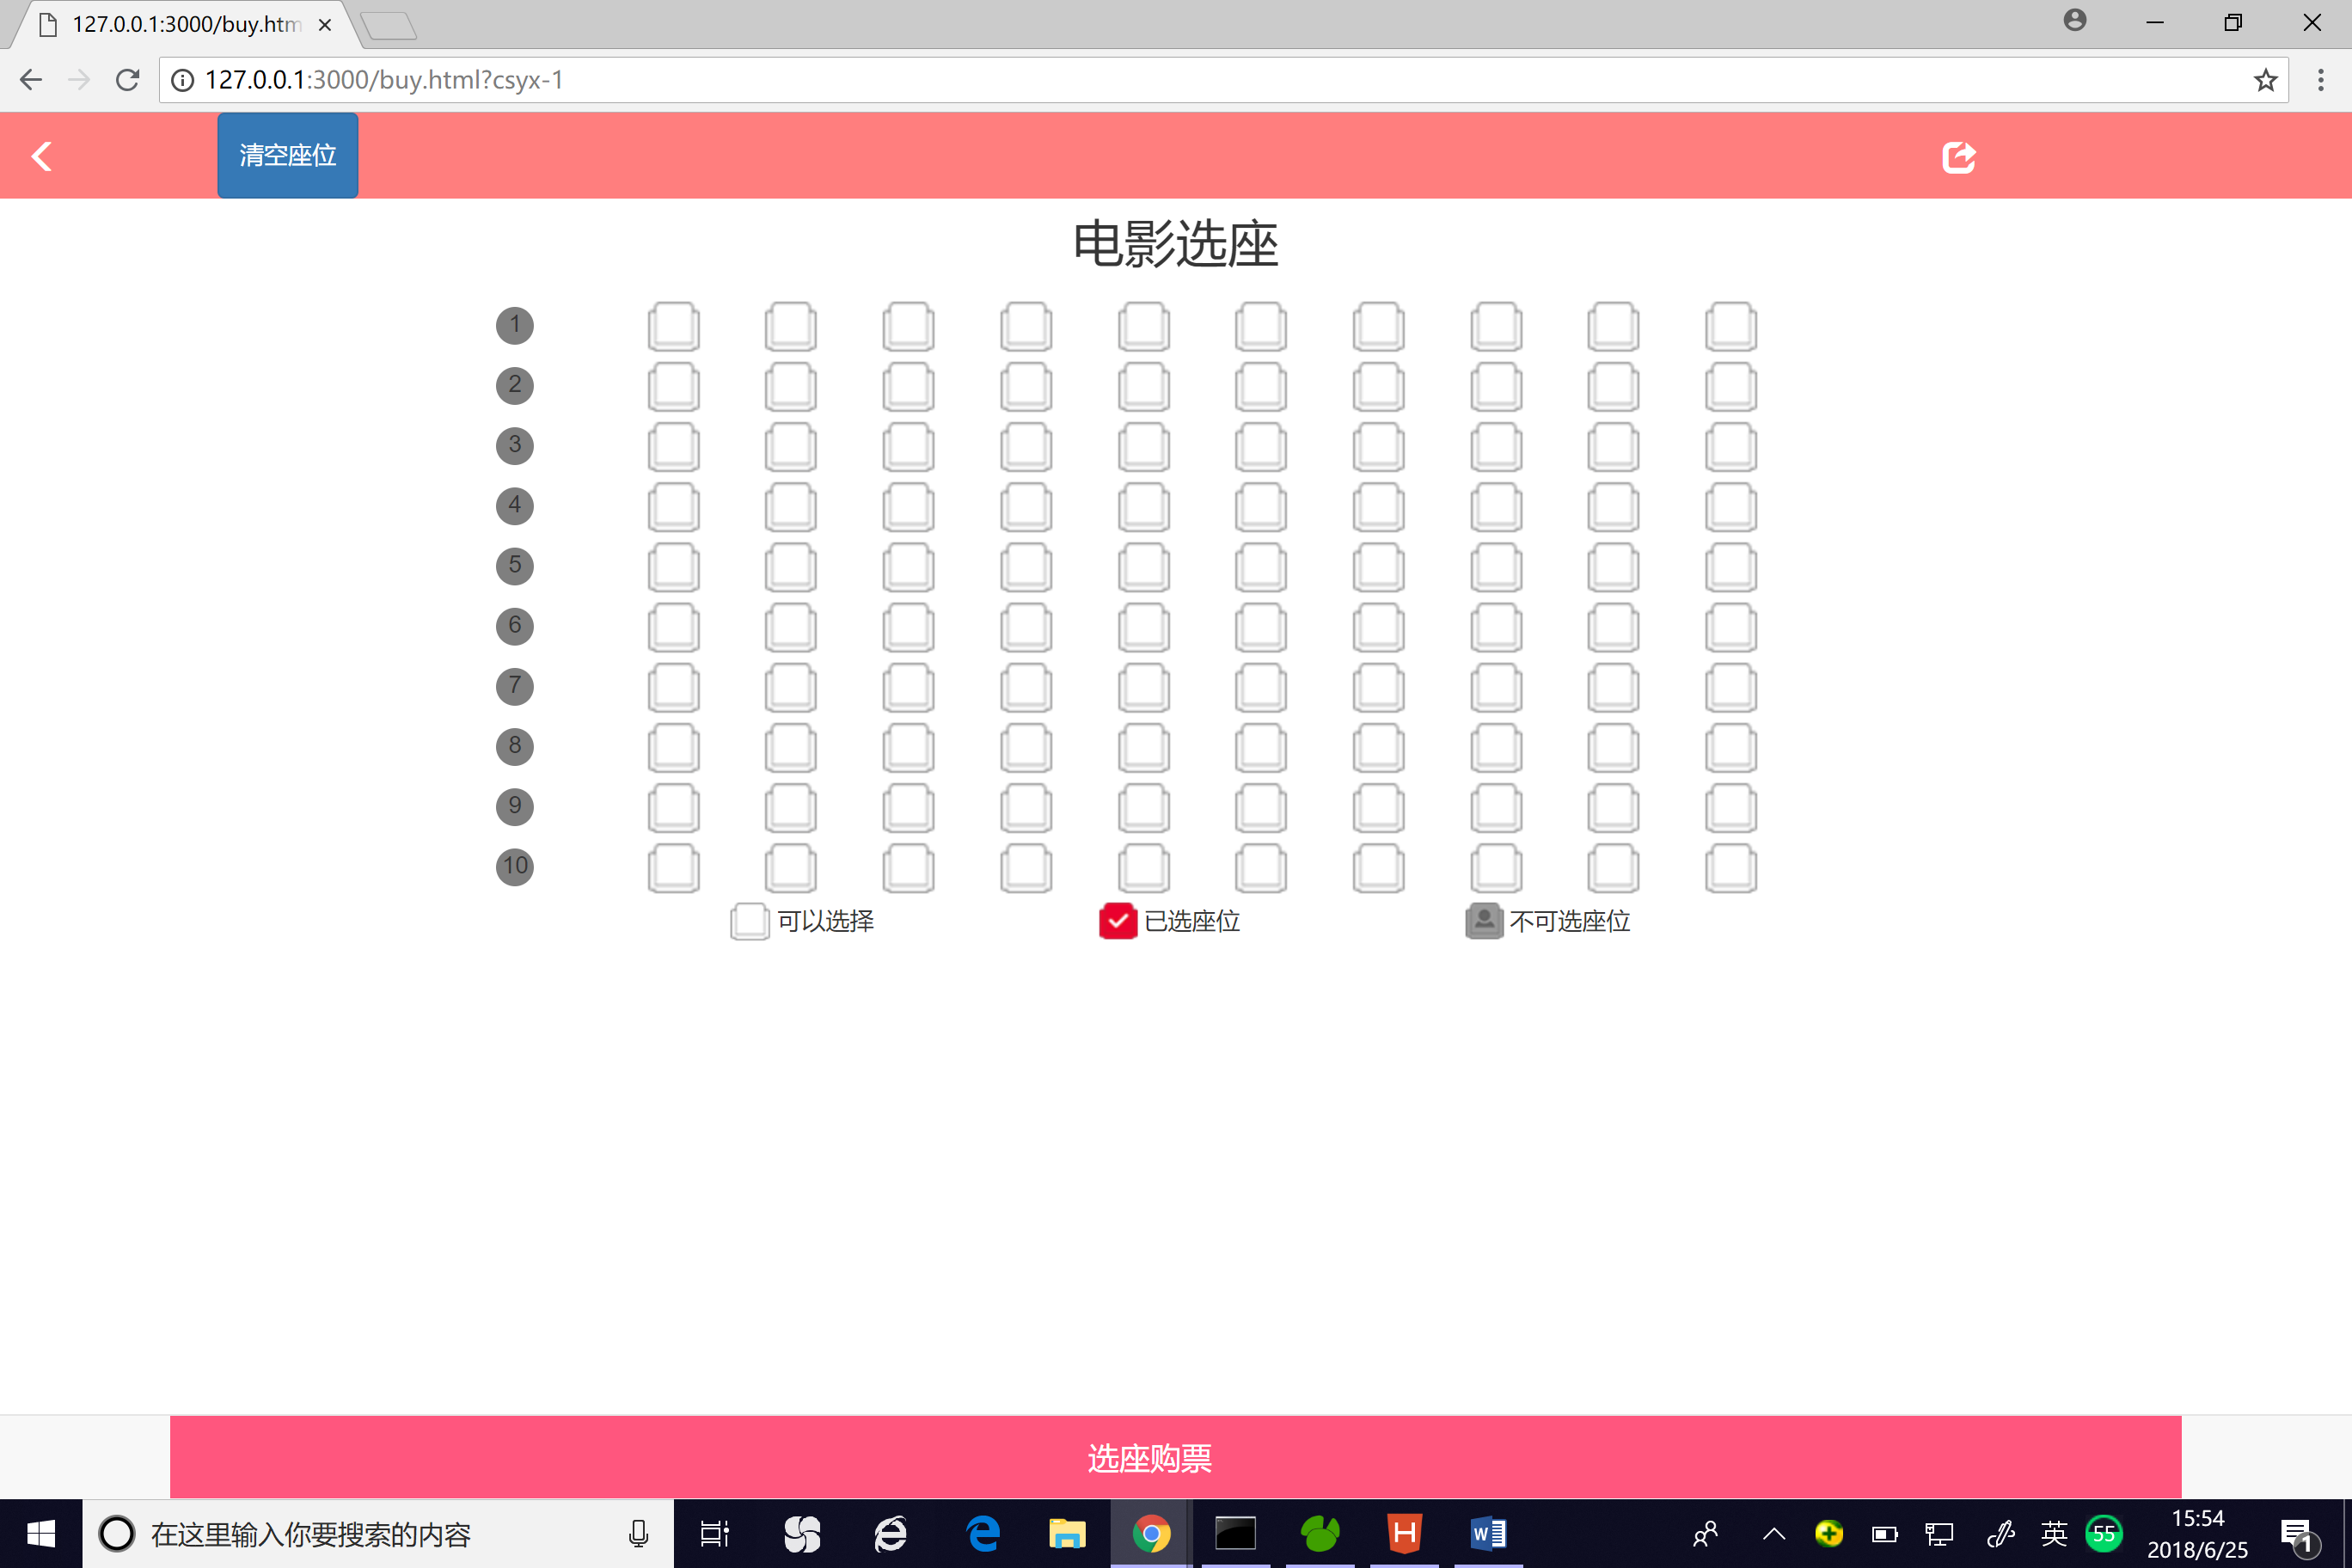 127.0.0.1:3000/buy.htm
127.0.0.1:3000/buy.html?csyx-1
清空座位
电影选座
1
2
3
4
5
6
7
8
9
10
可以选择 已选座位 不可选座位
选座购票
在这里输入你要搜索的内容
英 55
15:54
2018/6/25
1